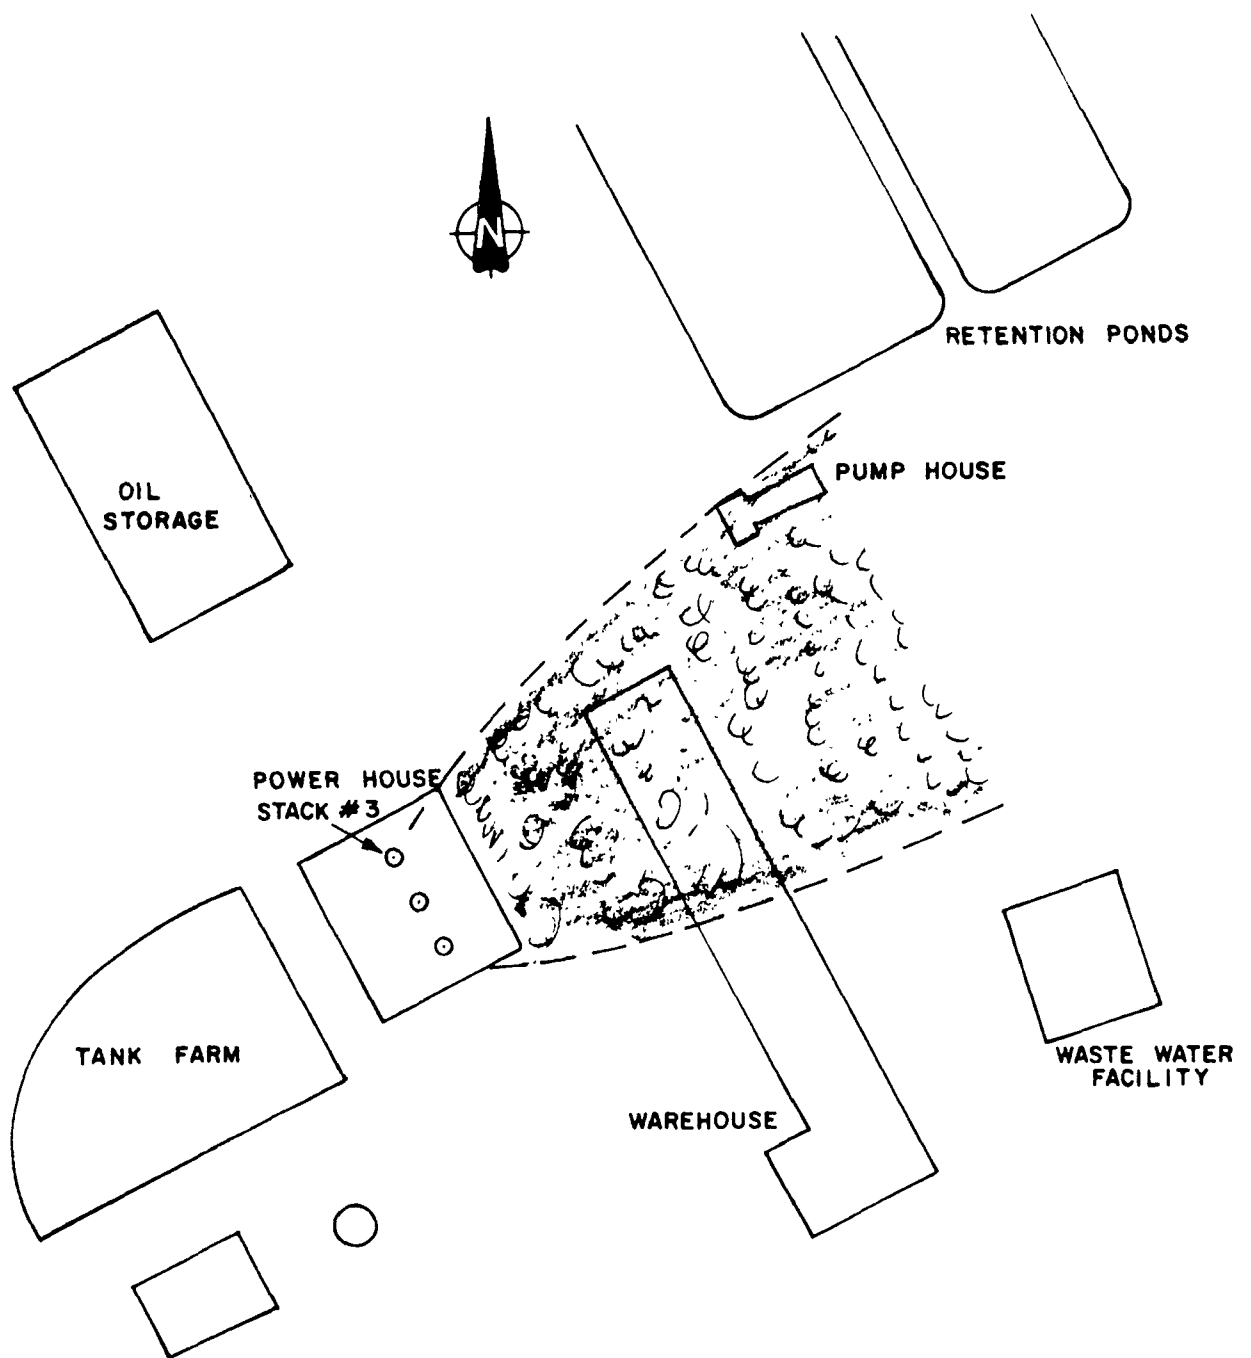 N
RETENTION PONDS
PUMP HOUSE
OIL
STORAGE
POWER HOUSE
STACK #3
TANK FARM
WASTE WATER
FACILITY
WAREHOUSE